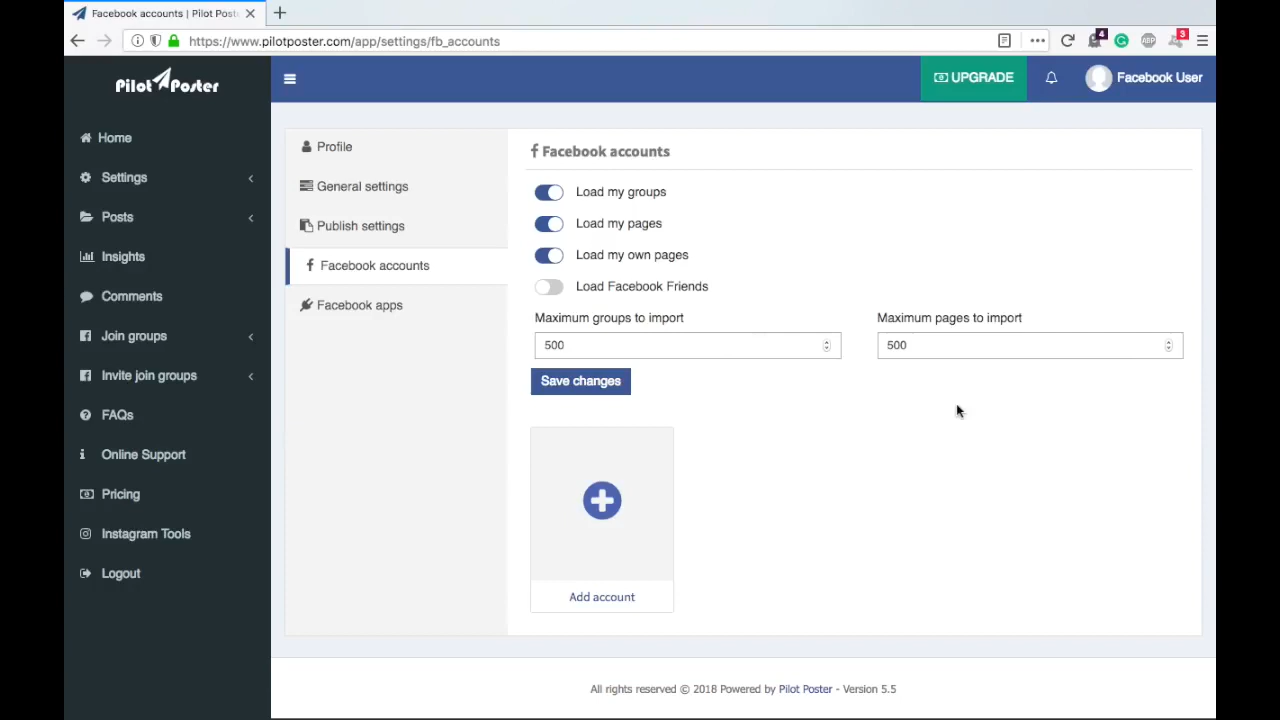 Facebook accounts | Pilot Post
https://www.pilotposter.com/app/settings/fb_accounts
4
ABP
3
Pilot Poster
UPGRADE
Facebook User
Home
Settings
Posts
Insights
Comments
Join groups
Invite join groups
FAQs
Online Support
Pricing
Instagram Tools
Logout
Profile
General settings
Publish settings
Facebook accounts
Facebook apps
Facebook accounts
Load my groups
Load my pages
Load my own pages
Load Facebook Friends
Maximum groups to import
Maximum pages to import
500
500
Save changes
Add account
All rights reserved © 2018 Powered by Pilot Poster - Version 5.5